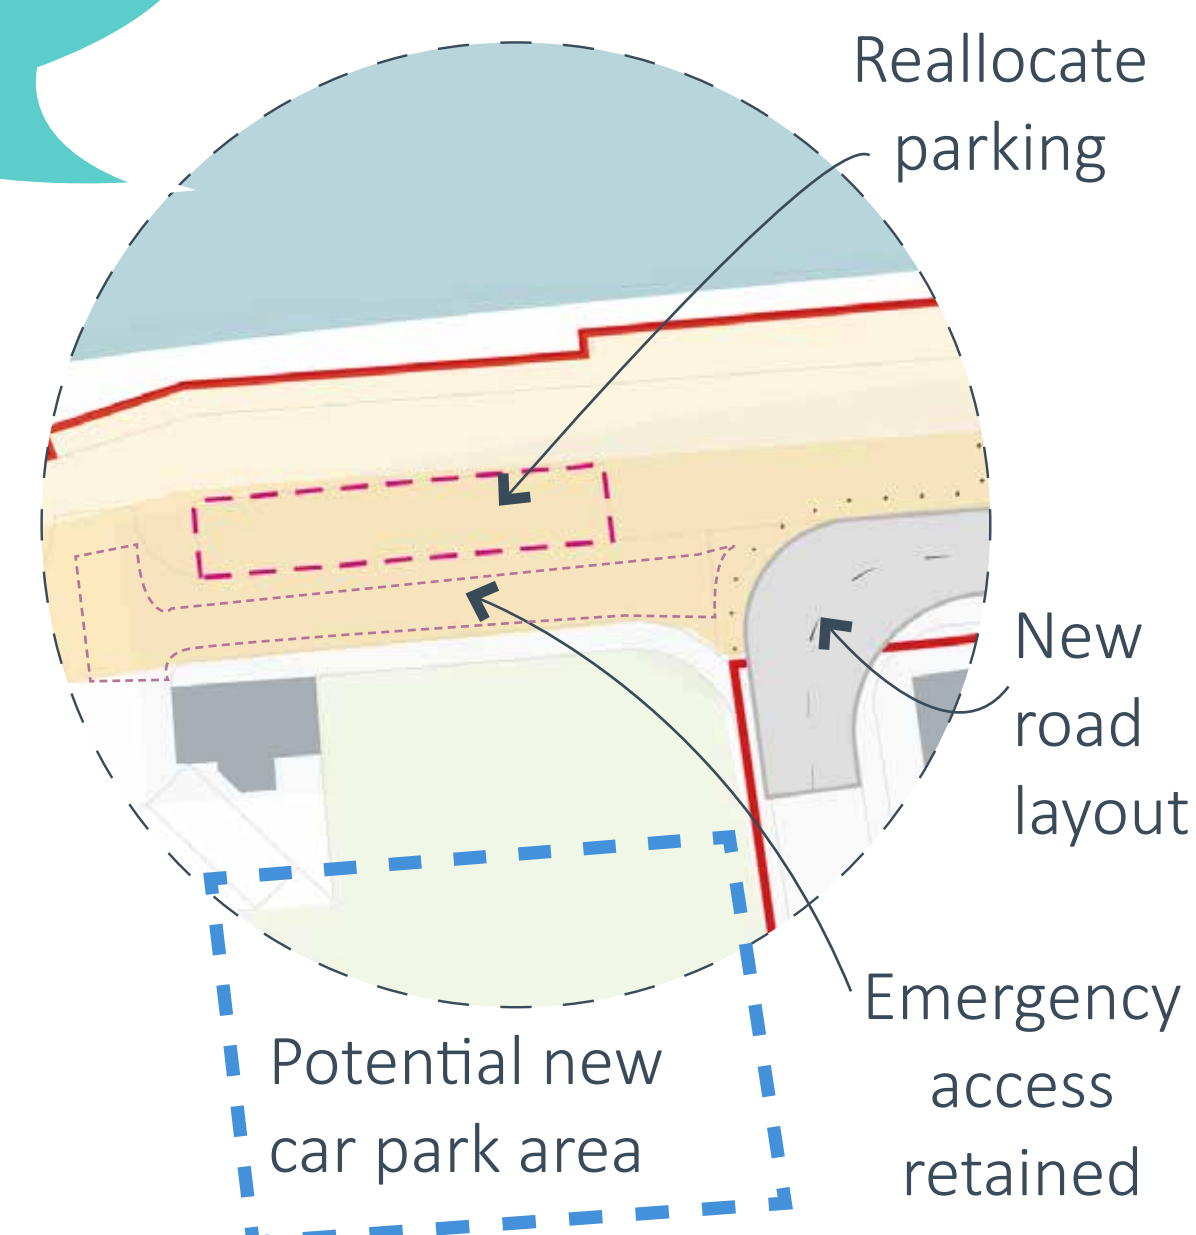 Reallocate
parking
New
road
layout
Emergency
access
retained
Potential new
car park area